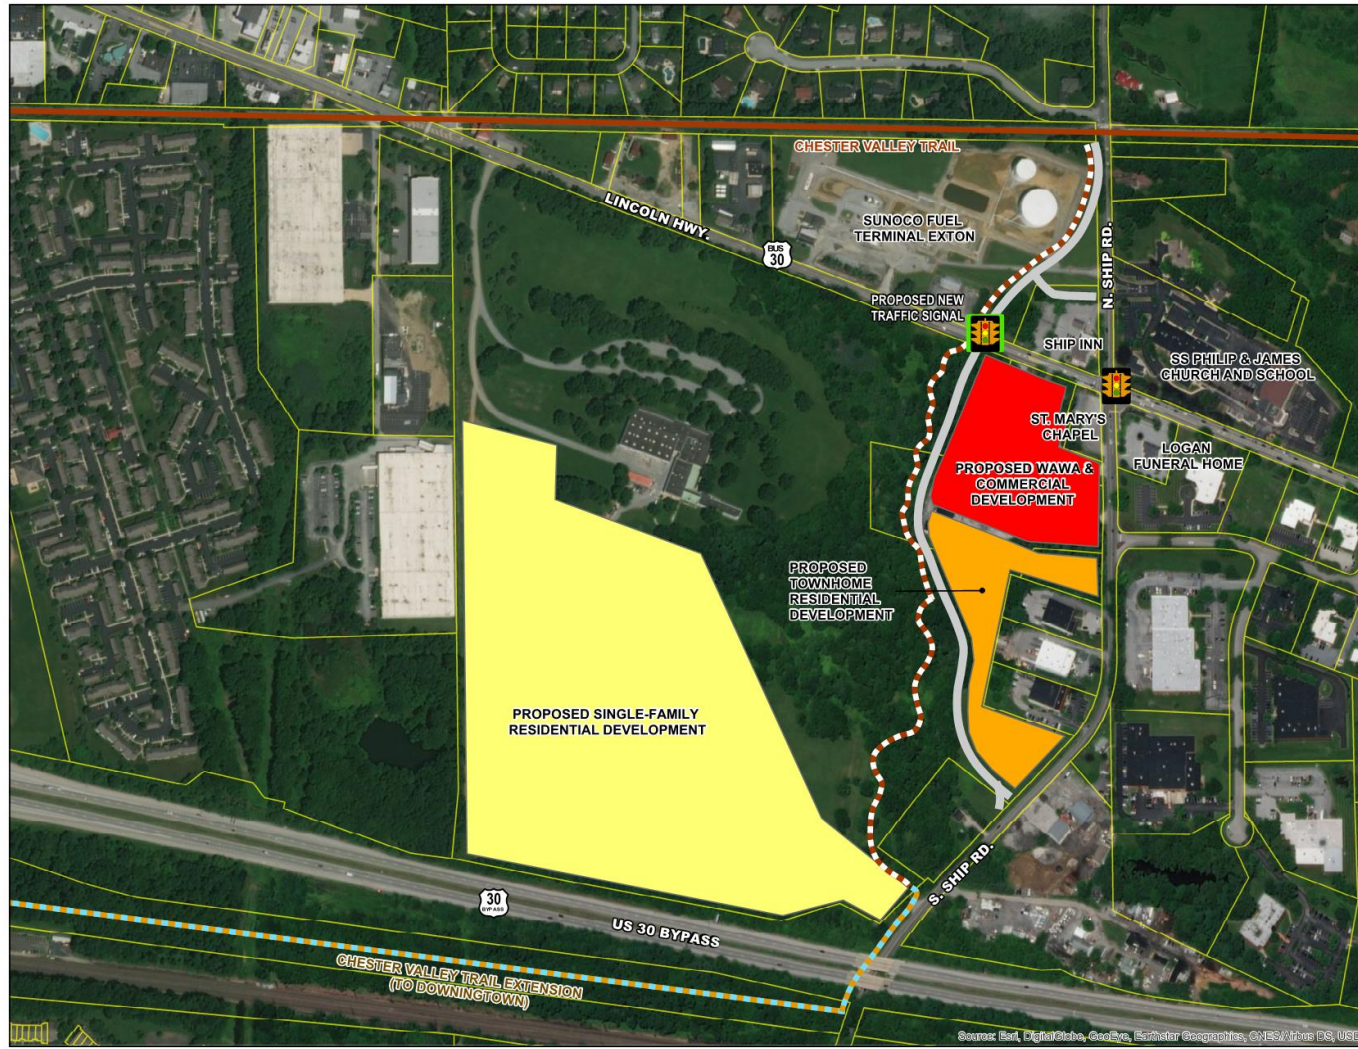 CHESTER VALLEY TRAIL
LINCOLN HWY.
BUS
30
SUNOCO FUEL
TERMINAL EXTON
N. SHIP RD.
PROPOSED NEW
TRAFFIC SIGNAL
SHIP INN
SS PHILIP & JAMES
CHURCH AND SCHOOL
ST. MARY'S
CHAPEL
LOGAN
FUNERAL HOME
PROPOSED WAWA &
COMMERCIAL
DEVELOPMENT
PROPOSED
TOWNHOME
RESIDENTIAL
DEVELOPMENT
PROPOSED SINGLE-FAMILY
RESIDENTIAL DEVELOPMENT
S. SHIP RD.
30
BYPASS
US 30 BYPASS
CHESTER VALLEY TRAIL EXTENSION
(TO DOWNINGTOWN)
Source: Esri, DigitalGlobe, GeoEye, Earthstar Geographics, CNES/Airbus DS, USD